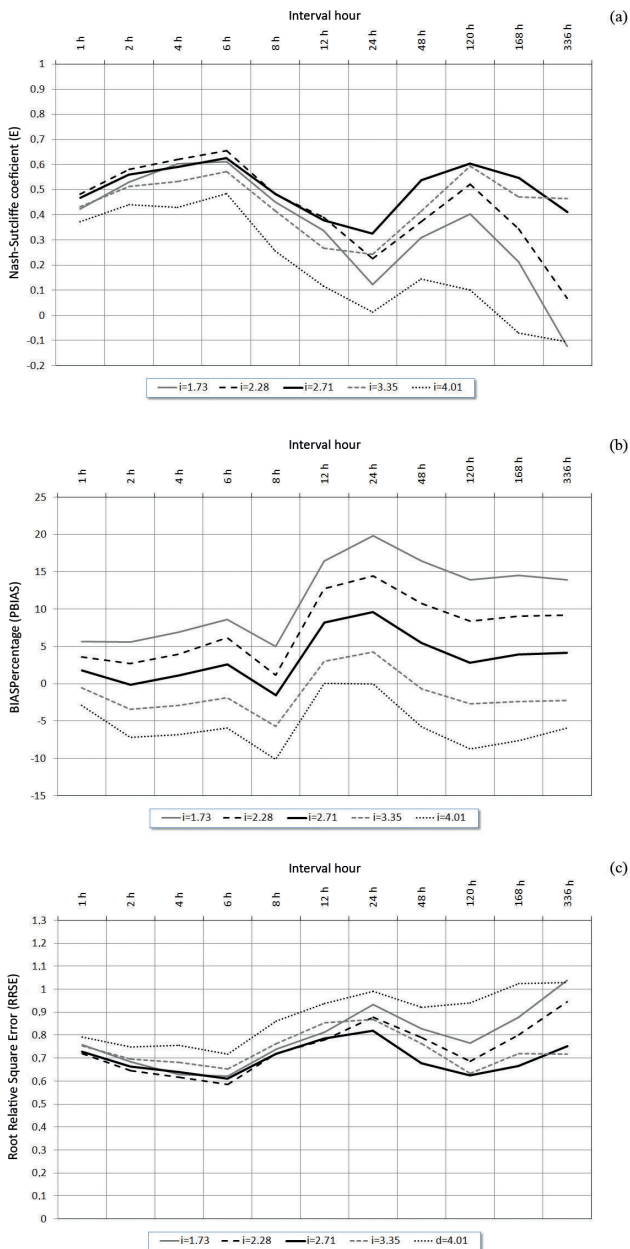 Interval hour
(a)
1 h 2 h 4 h 6 h 8 h 12 h 24 h 48 h 120 h 168 h 336 h
Nash-Sutcliffe coeficient (E)
1
0.9
0.8
0.7
0.6
0.5
0.4
0.3
0.2
0.1
0
-0.1
-0.2
i=1.73 i=2.28 i=2.71 i=3.35 i=4.01
Interval hour
(b)
1 h 2 h 4 h 6 h 8 h 12 h 24 h 48 h 120 h 168 h 336 h
BIASPercentage (PBIAS)
25
20
15
10
5
0
-5
-10
-15
i=1.73 i=2.28 i=2.71 i=3.35 i=4.01
Interval hour
(c)
1 h 2 h 4 h 6 h 8 h 12 h 24 h 48 h 120 h 168 h 336 h
Root Relative Square Error (RRSE)
1.3
1.2
1.1
1
0.9
0.8
0.7
0.6
0.5
0.4
0.3
0.2
0.1
0
i=1.73 i=2.28 i=2.71 i=3.35 d=4.01